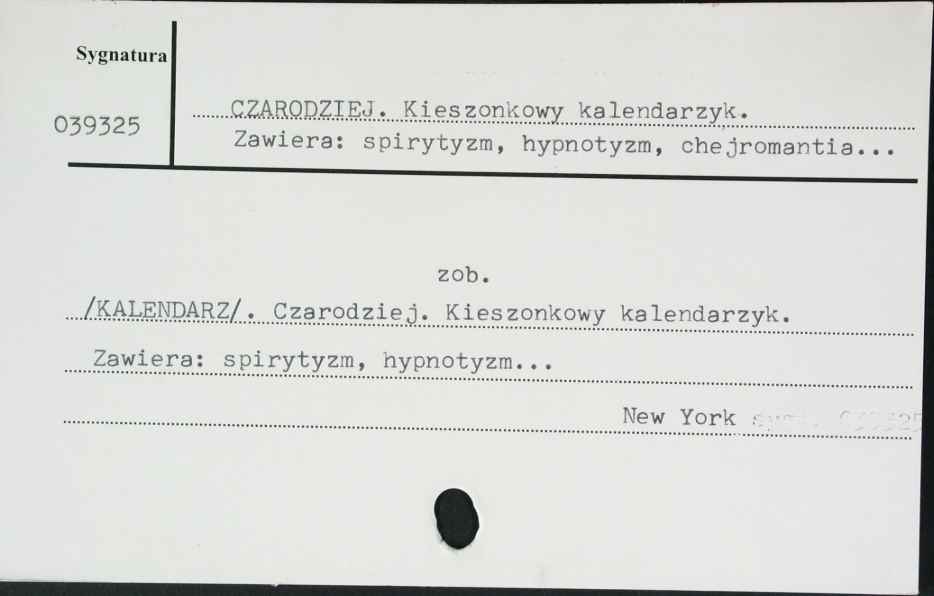 Sygnatura
039325
CZARODZIEJ. Kieszonkowy kalendarzyk.
Zawiera: spirytyzm, hypnotyzm, chejromantia...
zob.
/KALENDARZ/. Czarodziej. Kieszonkowy kalendarzyk.
Zawiera: spirytyzm, hypnotyzm...
New York